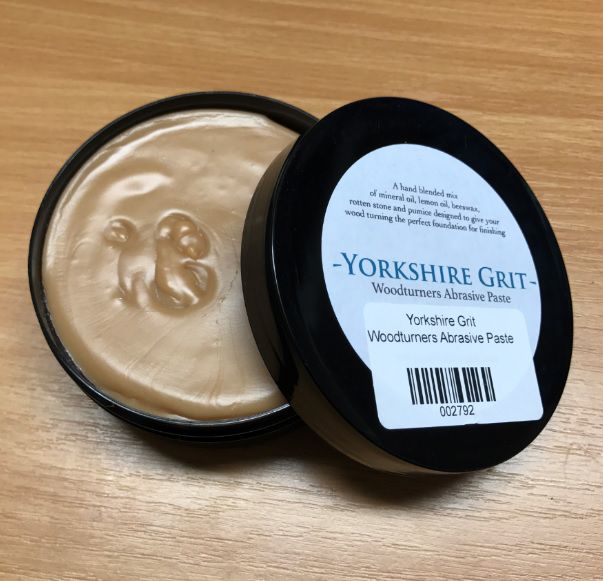 A hand blended mix
of mineral oil, lemon oil, beeswax,
rotten stone and pumice designed to give your
wood turning the perfect foundation for finishing
-YORKSHIRE GRIT-
Woodturners Abrasive Paste
Yorkshire Grit
Woodturners Abrasive Paste
002792